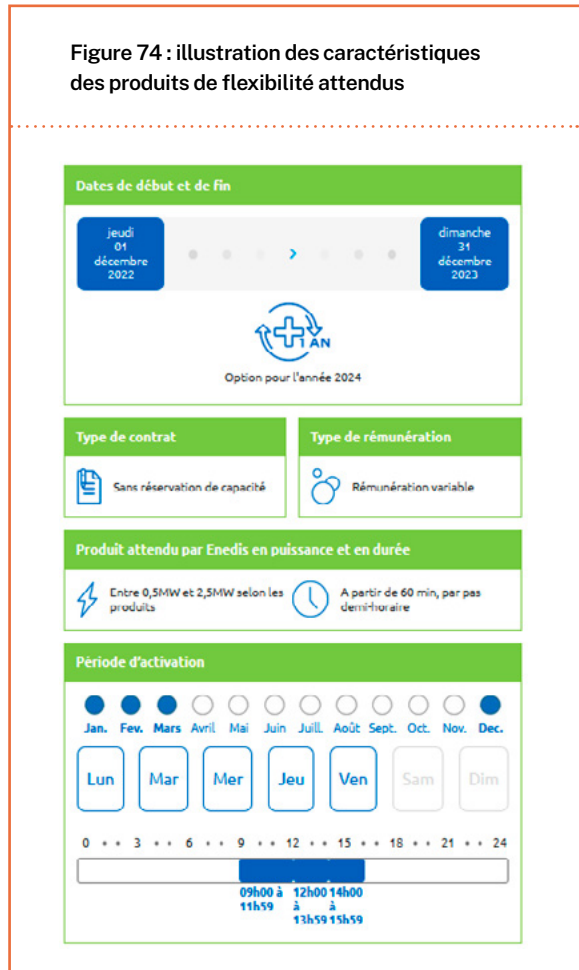 Figure 74 : illustration des caractéristiques
des produits de flexibilité attendus
Dates de début et de fin
jeudi
01
décembre
2022
dimanche
31
décembre
2023
1 AN
Option pour l'année 2024
Type de contrat
Sans réservation de capacité
Type de rémunération
Rémunération variable
Produit attendu par Enedis en puissance et en durée
Entre 0,5MW et 2,5MW selon les
produits
A partir de 60 min, par pas
demi-horaire
Période d'activation
Jan. Fev. Mars Avril Mai Juin Juill. Août Sept. Oct. Nov. Dec.
Lun Mar Mer Jeu Ven Sam Dim
0 • • 3 • • 6 • • 9 • • 12 • • 15 • • 18 • • 21 • • 24
09h00 à
11h59
12h00
à
13h59
14h00
à
15h59